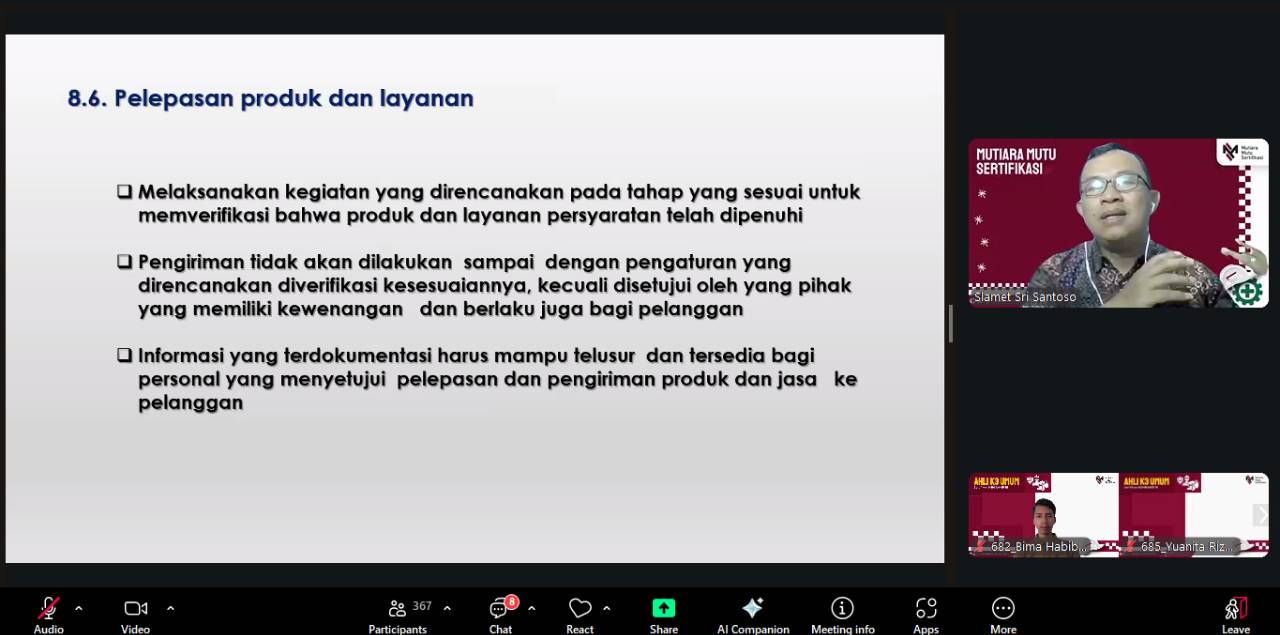 8.6. Pelepasan produk dan layanan
❑ Melaksanakan kegiatan yang direncanakan pada tahap yang sesuai untuk
memverifikasi bahwa produk dan layanan persyaratan telah dipenuhi
❑ Pengiriman tidak akan dilakukan sampai dengan pengaturan yang
direncanakan diverifikasi kesesuaiannya, kecuali disetujui oleh yang pihak
yang memiliki kewenangan dan berlaku juga bagi pelanggan
❑ Informasi yang terdokumentasi harus mampu telusur dan tersedia bagi
personal yang menyetujui pelepasan dan pengiriman produk dan jasa ke
pelanggan
MUTIARA MUTU
SERTIFIKASI
Mutiara
Mutu
Sertifikasi
Slamet Sri Santoso
AHLI K3 UMUM
682_Bima Habib...
AHLI K3 UMUM
685_Yuanita Riz...
Audio
Video
367
Participants
8
Chat
React
Share
AI Companion
Meeting info
Apps
More
Leave